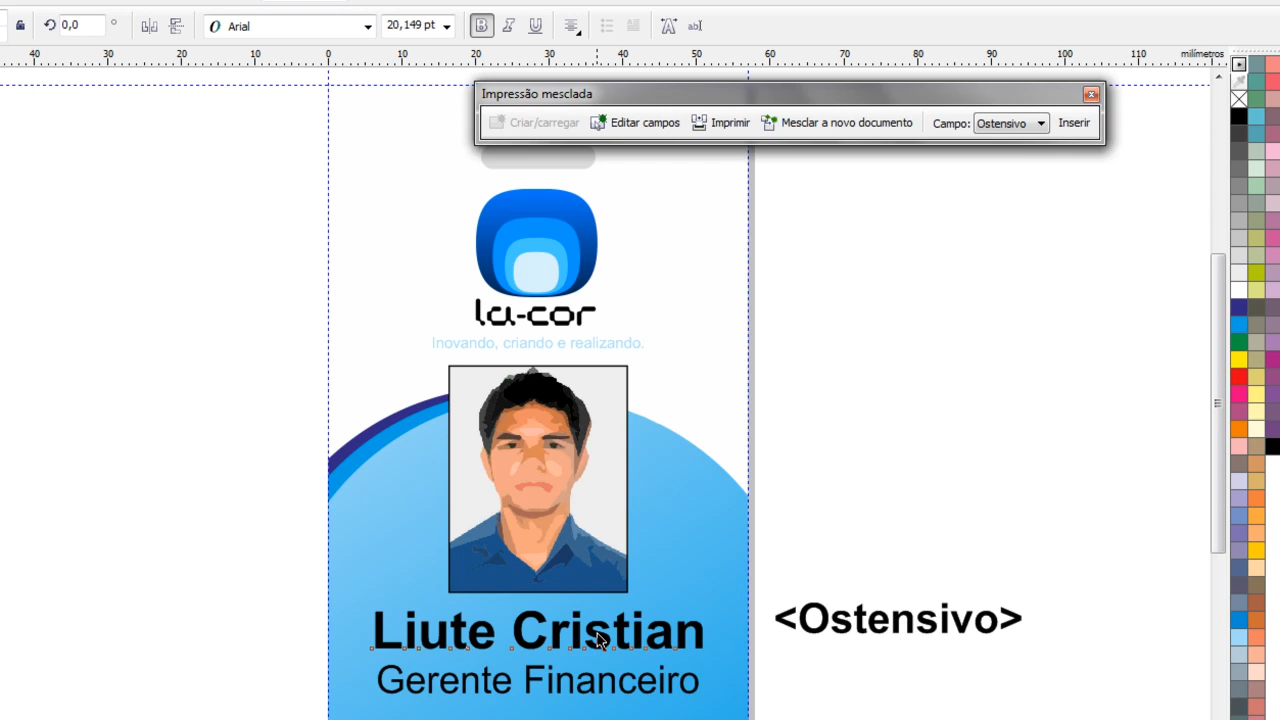 0,0 ° Arial 20,149 pt B I U A ab
40 30 20 10 0 10 20 30 40 50 60 70 80 90 100 110 milímetros
Impressão mesclada
Criar/carregar Editar campos Imprimir Mesclar a novo documento Campo: Ostensivo Inserir
la-cor
Inovando, criando e realizando.
Liute Cristian
<Ostensivo>
Gerente Financeiro